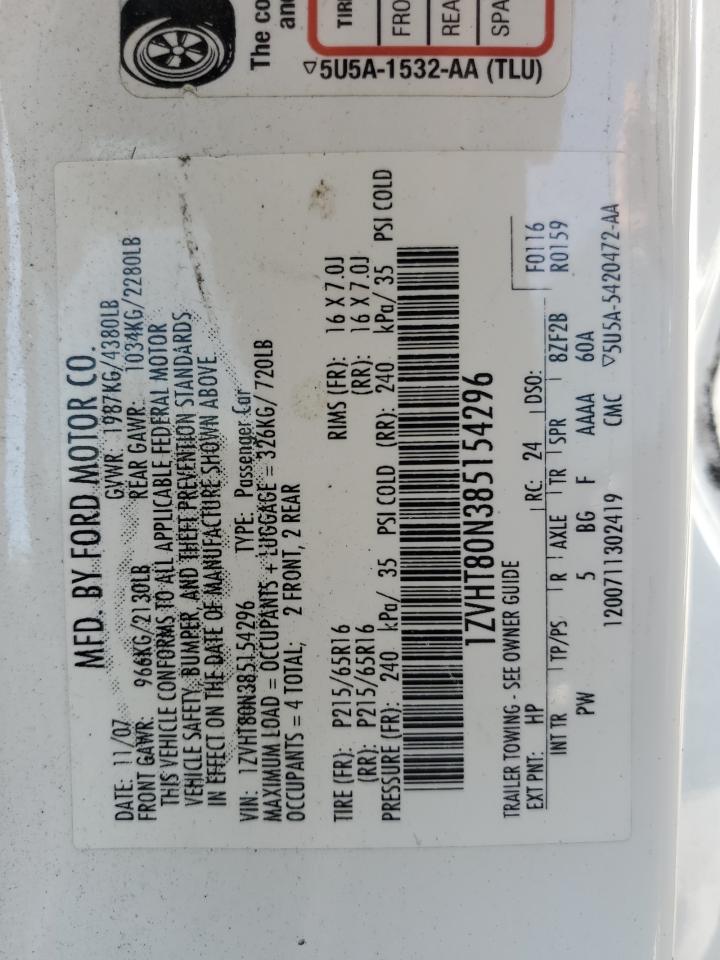 The co
and
TIRE
FRO
REA
SPA
5U5A-1532-AA (TLU)
MFD. BY FORD MOTOR CO.
DATE: 11/07 GVWR: 1987KG/4380LB
FRONT GAWR: 966KG/2130LB REAR GAWR: 1034KG/2280LB
THIS VEHICLE CONFORMS TO ALL APPLICABLE FEDERAL MOTOR
VEHICLE SAFETY, BUMPER, AND THEFT PREVENTION STANDARDS
IN EFFECT ON THE DATE OF MANUFACTURE SHOWN ABOVE.
VIN: 1ZVHT80N385154296 TYPE: Passenger Car
MAXIMUM LOAD = OCCUPANTS + LUGGAGE = 326KG/ 720LB
OCCUPANTS = 4 TOTAL; 2 FRONT, 2 REAR
TIRE (FR): P215/65R16 RIMS (FR): 16 X 7.0J
(RR): P215/65R16 (RR): 16 X 7.0J
PRESSURE (FR): 240 kPa/ 35 PSI COLD (RR): 240 kPa/ 35 PSI COLD
1ZVHT80N385154296
TRAILER TOWING - SEE OWNER GUIDE
F0116
EXT PNT: HP RC: 24 DSO: 8ZF2B R0159
INT TR TP/PS R AXLE TR SPR 60A
PW 5 BG F AAAA
1200711302419 CMC 5U5A-5420472-AA